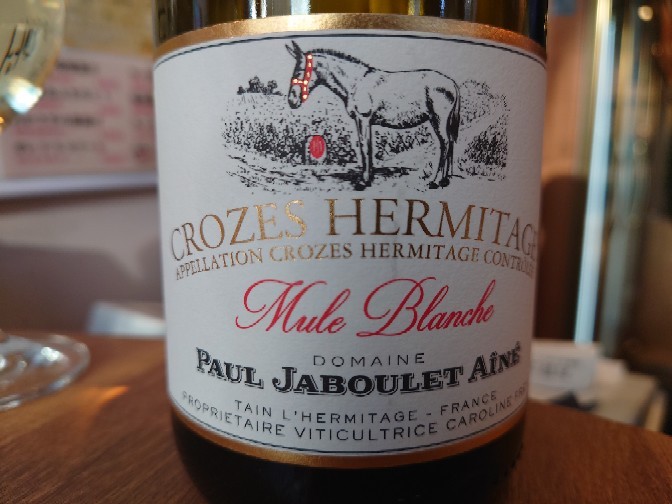 CROZES HERMITAGE
APPELLATION CROZES HERMITAGE CONTRÔLÉE
Mule Blanche
DOMAINE
PAUL JABOULET AÎNÉ
TAIN L'HERMITAGE - FRANCE
PROPRIETAIRE VITICULTRICE CAROLINE